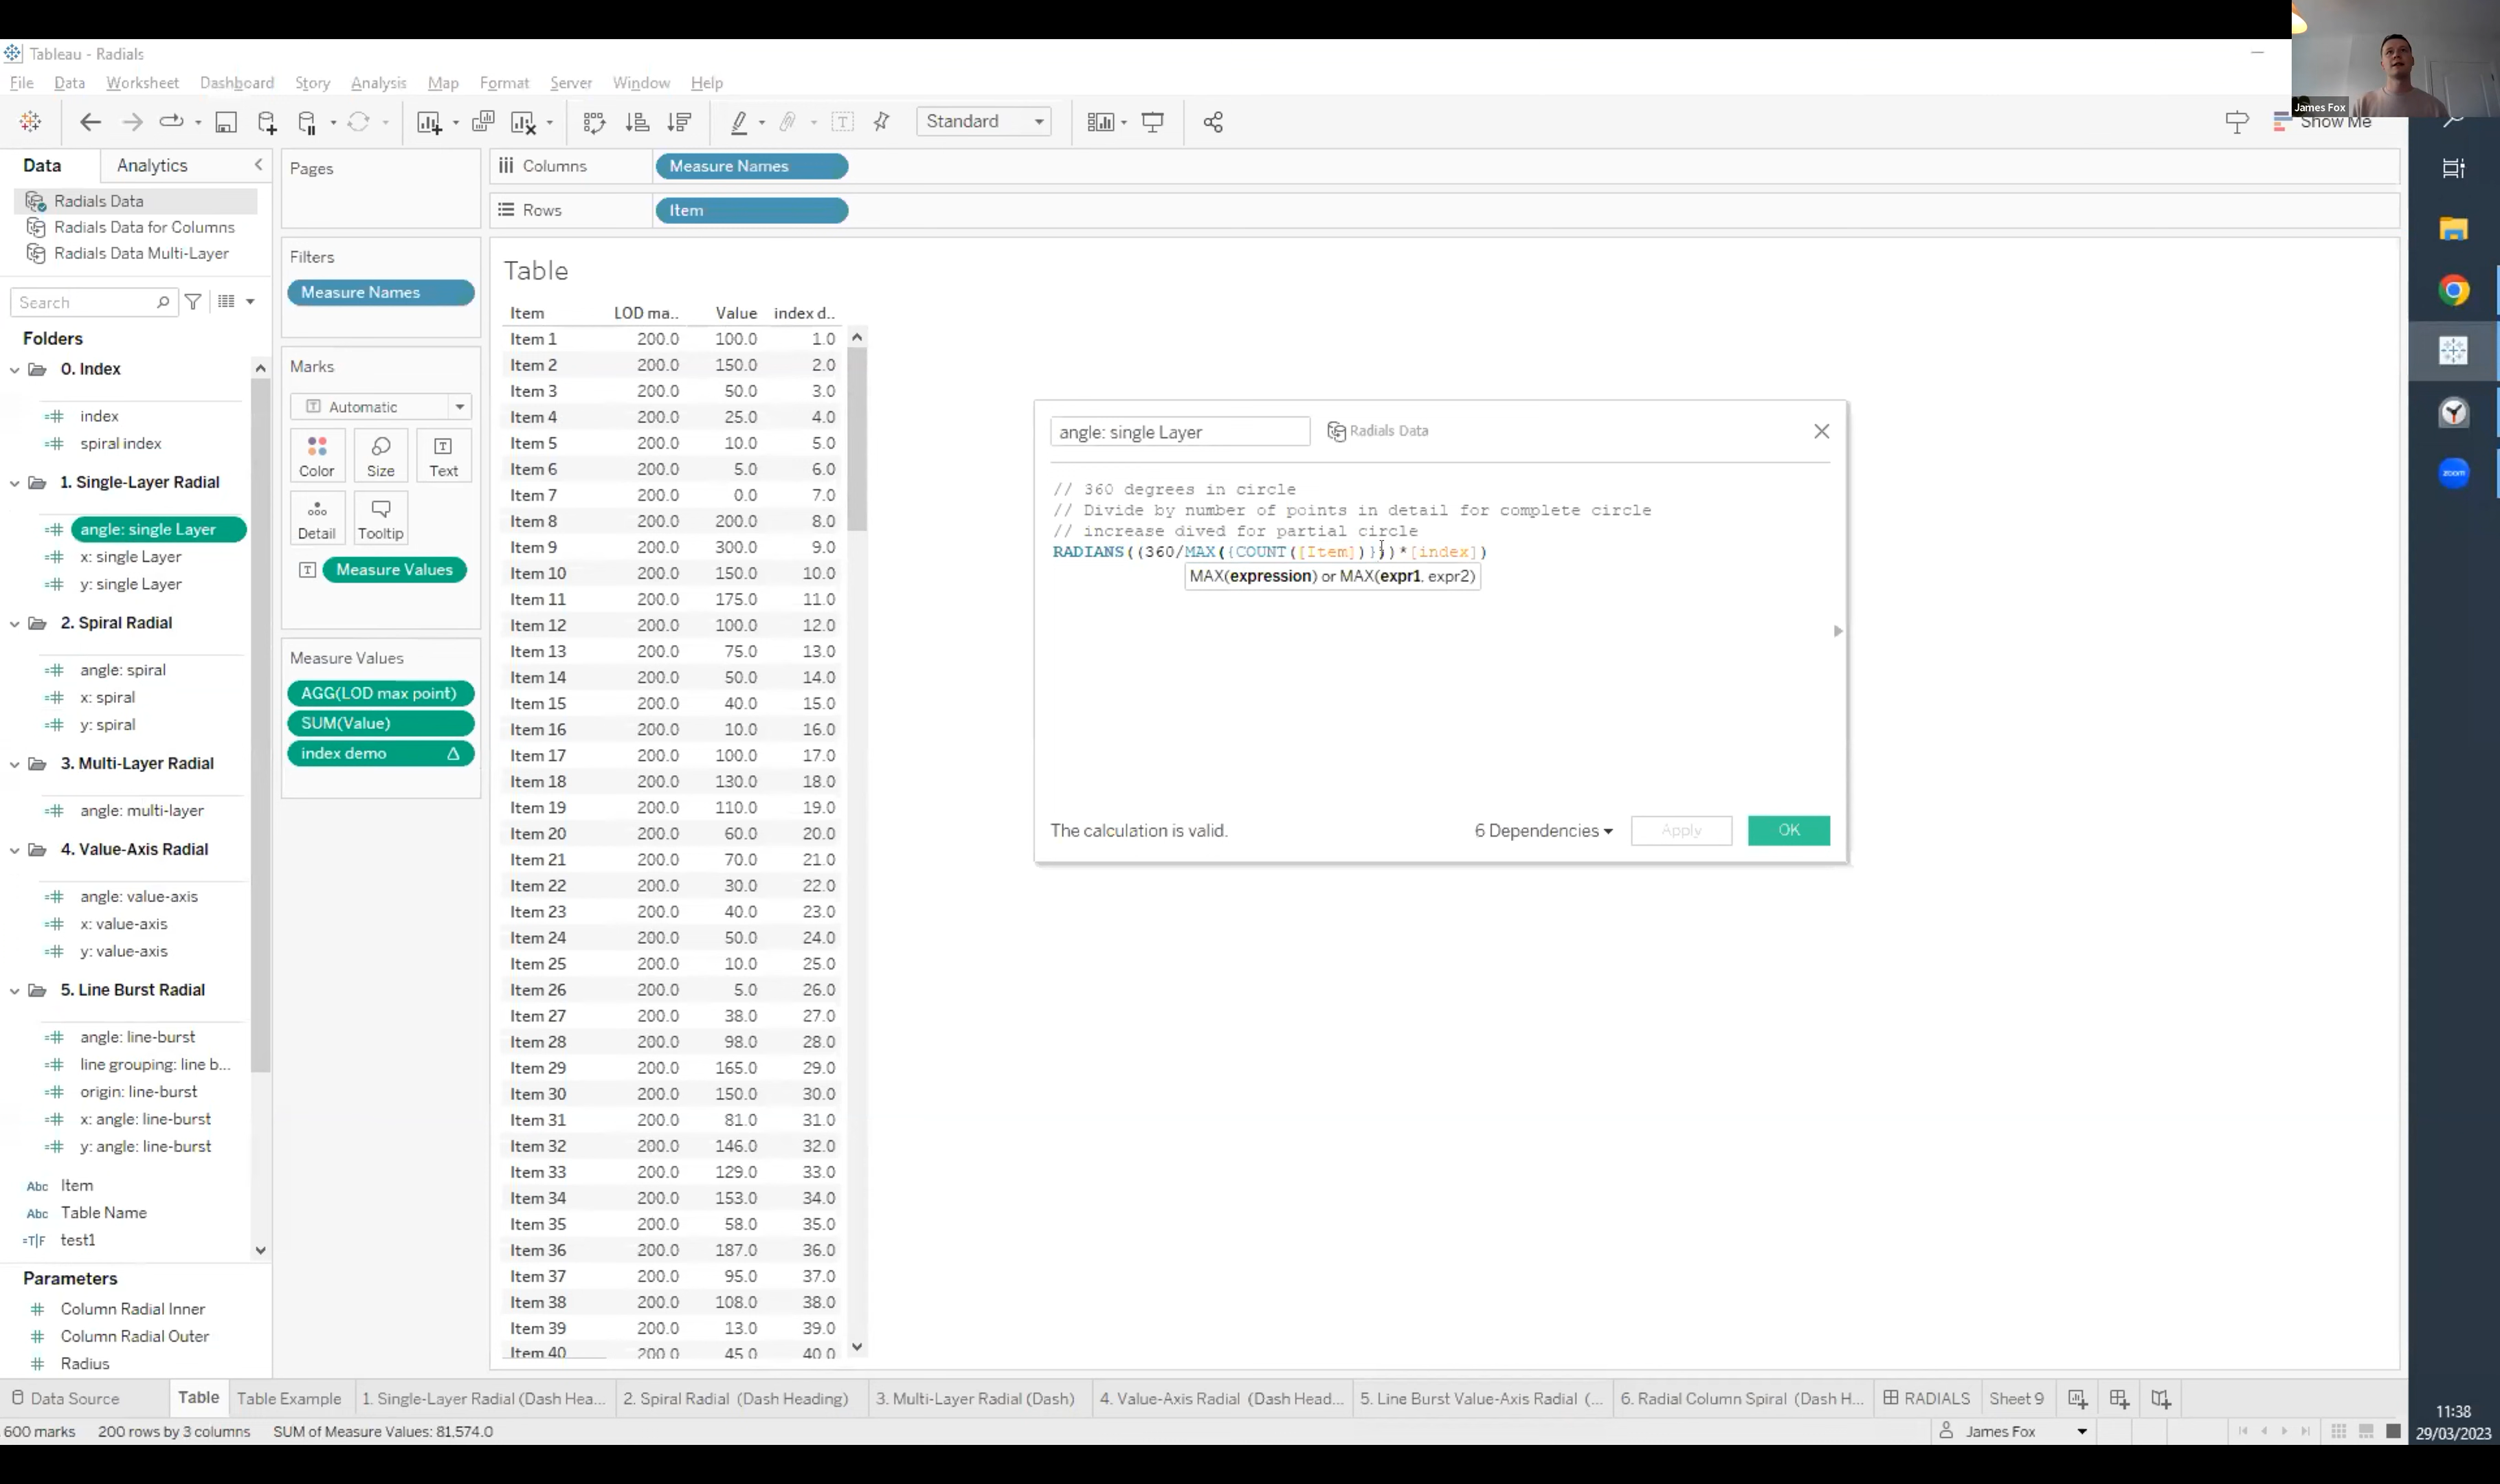 Tableau - Radials
James Fox
File Data Worksheet Dashboard Story Analysis Map Format Server Window Help
Standard
Show Me
Data Analytics
Radials Data
Radials Data for Columns
Radials Data Multi-Layer
Search
Folders
0. Index
index
spiral index
1. Single-Layer Radial
angle: single Layer
x: single Layer
y: single Layer
2. Spiral Radial
angle: spiral
x: spiral
y: spiral
3. Multi-Layer Radial
angle: multi-layer
4. Value-Axis Radial
angle: value-axis
x: value-axis
y: value-axis
5. Line Burst Radial
angle: line-burst
line grouping: line b...
origin: line-burst
x: angle: line-burst
y: angle: line-burst
Abc Item
Abc Table Name
=T|F test1
Parameters
Column Radial Inner
Column Radial Outer
Radius
Pages
Filters
Measure Names
Marks
Automatic
Color Size Text
Detail Tooltip
Measure Values
Measure Values
AGG(LOD max point)
SUM(Value)
index demo
Columns Measure Names
Rows Item
Table
Item LOD ma.. Value index d..
Item 1 200.0 100.0 1.0
Item 2 200.0 150.0 2.0
Item 3 200.0 50.0 3.0
Item 4 200.0 25.0 4.0
Item 5 200.0 10.0 5.0
Item 6 200.0 5.0 6.0
Item 7 200.0 0.0 7.0
Item 8 200.0 200.0 8.0
Item 9 200.0 300.0 9.0
Item 10 200.0 150.0 10.0
Item 11 200.0 175.0 11.0
Item 12 200.0 100.0 12.0
Item 13 200.0 75.0 13.0
Item 14 200.0 50.0 14.0
Item 15 200.0 40.0 15.0
Item 16 200.0 10.0 16.0
Item 17 200.0 100.0 17.0
Item 18 200.0 130.0 18.0
Item 19 200.0 110.0 19.0
Item 20 200.0 60.0 20.0
Item 21 200.0 70.0 21.0
Item 22 200.0 30.0 22.0
Item 23 200.0 40.0 23.0
Item 24 200.0 50.0 24.0
Item 25 200.0 10.0 25.0
Item 26 200.0 5.0 26.0
Item 27 200.0 38.0 27.0
Item 28 200.0 98.0 28.0
Item 29 200.0 165.0 29.0
Item 30 200.0 150.0 30.0
Item 31 200.0 81.0 31.0
Item 32 200.0 146.0 32.0
Item 33 200.0 129.0 33.0
Item 34 200.0 153.0 34.0
Item 35 200.0 58.0 35.0
Item 36 200.0 187.0 36.0
Item 37 200.0 95.0 37.0
Item 38 200.0 108.0 38.0
Item 39 200.0 13.0 39.0
Item 40 200.0 45.0 40.0
angle: single Layer Radials Data
// 360 degrees in circle
// Divide by number of points in detail for complete circle
// increase dived for partial circle
RADIANS((360/MAX({COUNT([Item])}))*[index])
MAX(expression) or MAX(expr1, expr2)
The calculation is valid. 6 Dependencies Apply OK
zoom
Data Source Table Table Example 1. Single-Layer Radial (Dash Hea... 2. Spiral Radial (Dash Heading) 3. Multi-Layer Radial (Dash) 4. Value-Axis Radial (Dash Head... 5. Line Burst Value-Axis Radial (... 6. Radial Column Spiral (Dash H... RADIALS Sheet 9
600 marks 200 rows by 3 columns SUM of Measure Values: 81,574.0 James Fox
11:38
29/03/2023